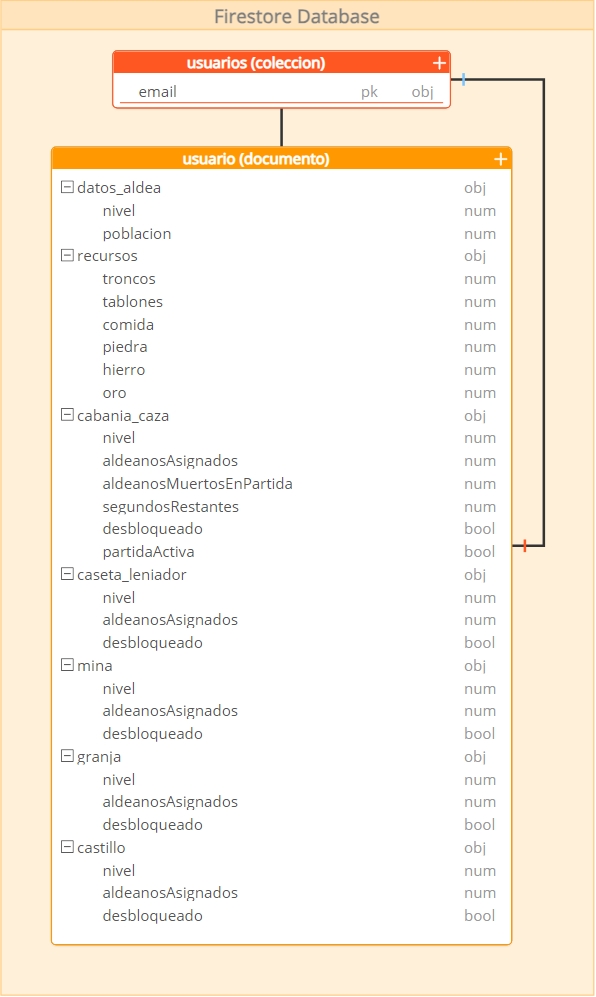 Firestore Database
usuarios (coleccion) +
email pk obj
usuario (documento) +
datos_aldea obj
nivel num
poblacion num
recursos obj
troncos num
tablones num
comida num
piedra num
hierro num
oro num
cabania_caza obj
nivel num
aldeanosAsignados num
aldeanosMuertosEnPartida num
segundosRestantes num
desbloqueado bool
partidaActiva bool
caseta_leniador obj
nivel num
aldeanosAsignados num
desbloqueado bool
mina obj
nivel num
aldeanosAsignados num
desbloqueado bool
granja obj
nivel num
aldeanosAsignados num
desbloqueado bool
castillo obj
nivel num
aldeanosAsignados num
desbloqueado bool